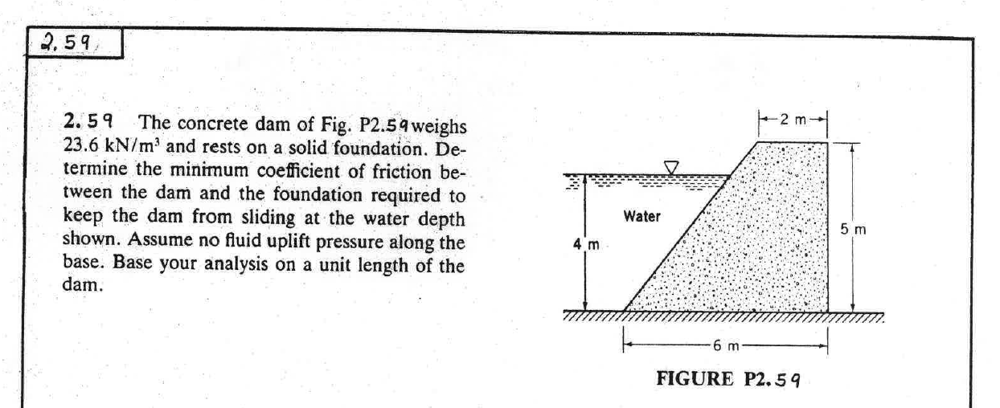 2.59
2.59 The concrete dam of Fig. P2.59 weighs
23.6 kN/m³ and rests on a solid foundation. De-
termine the minimum coefficient of friction be-
tween the dam and the foundation required to
keep the dam from sliding at the water depth
shown. Assume no fluid uplift pressure along the
base. Base your analysis on a unit length of the
dam.
2 m
Water
4 m
5 m
6 m
FIGURE P2.59